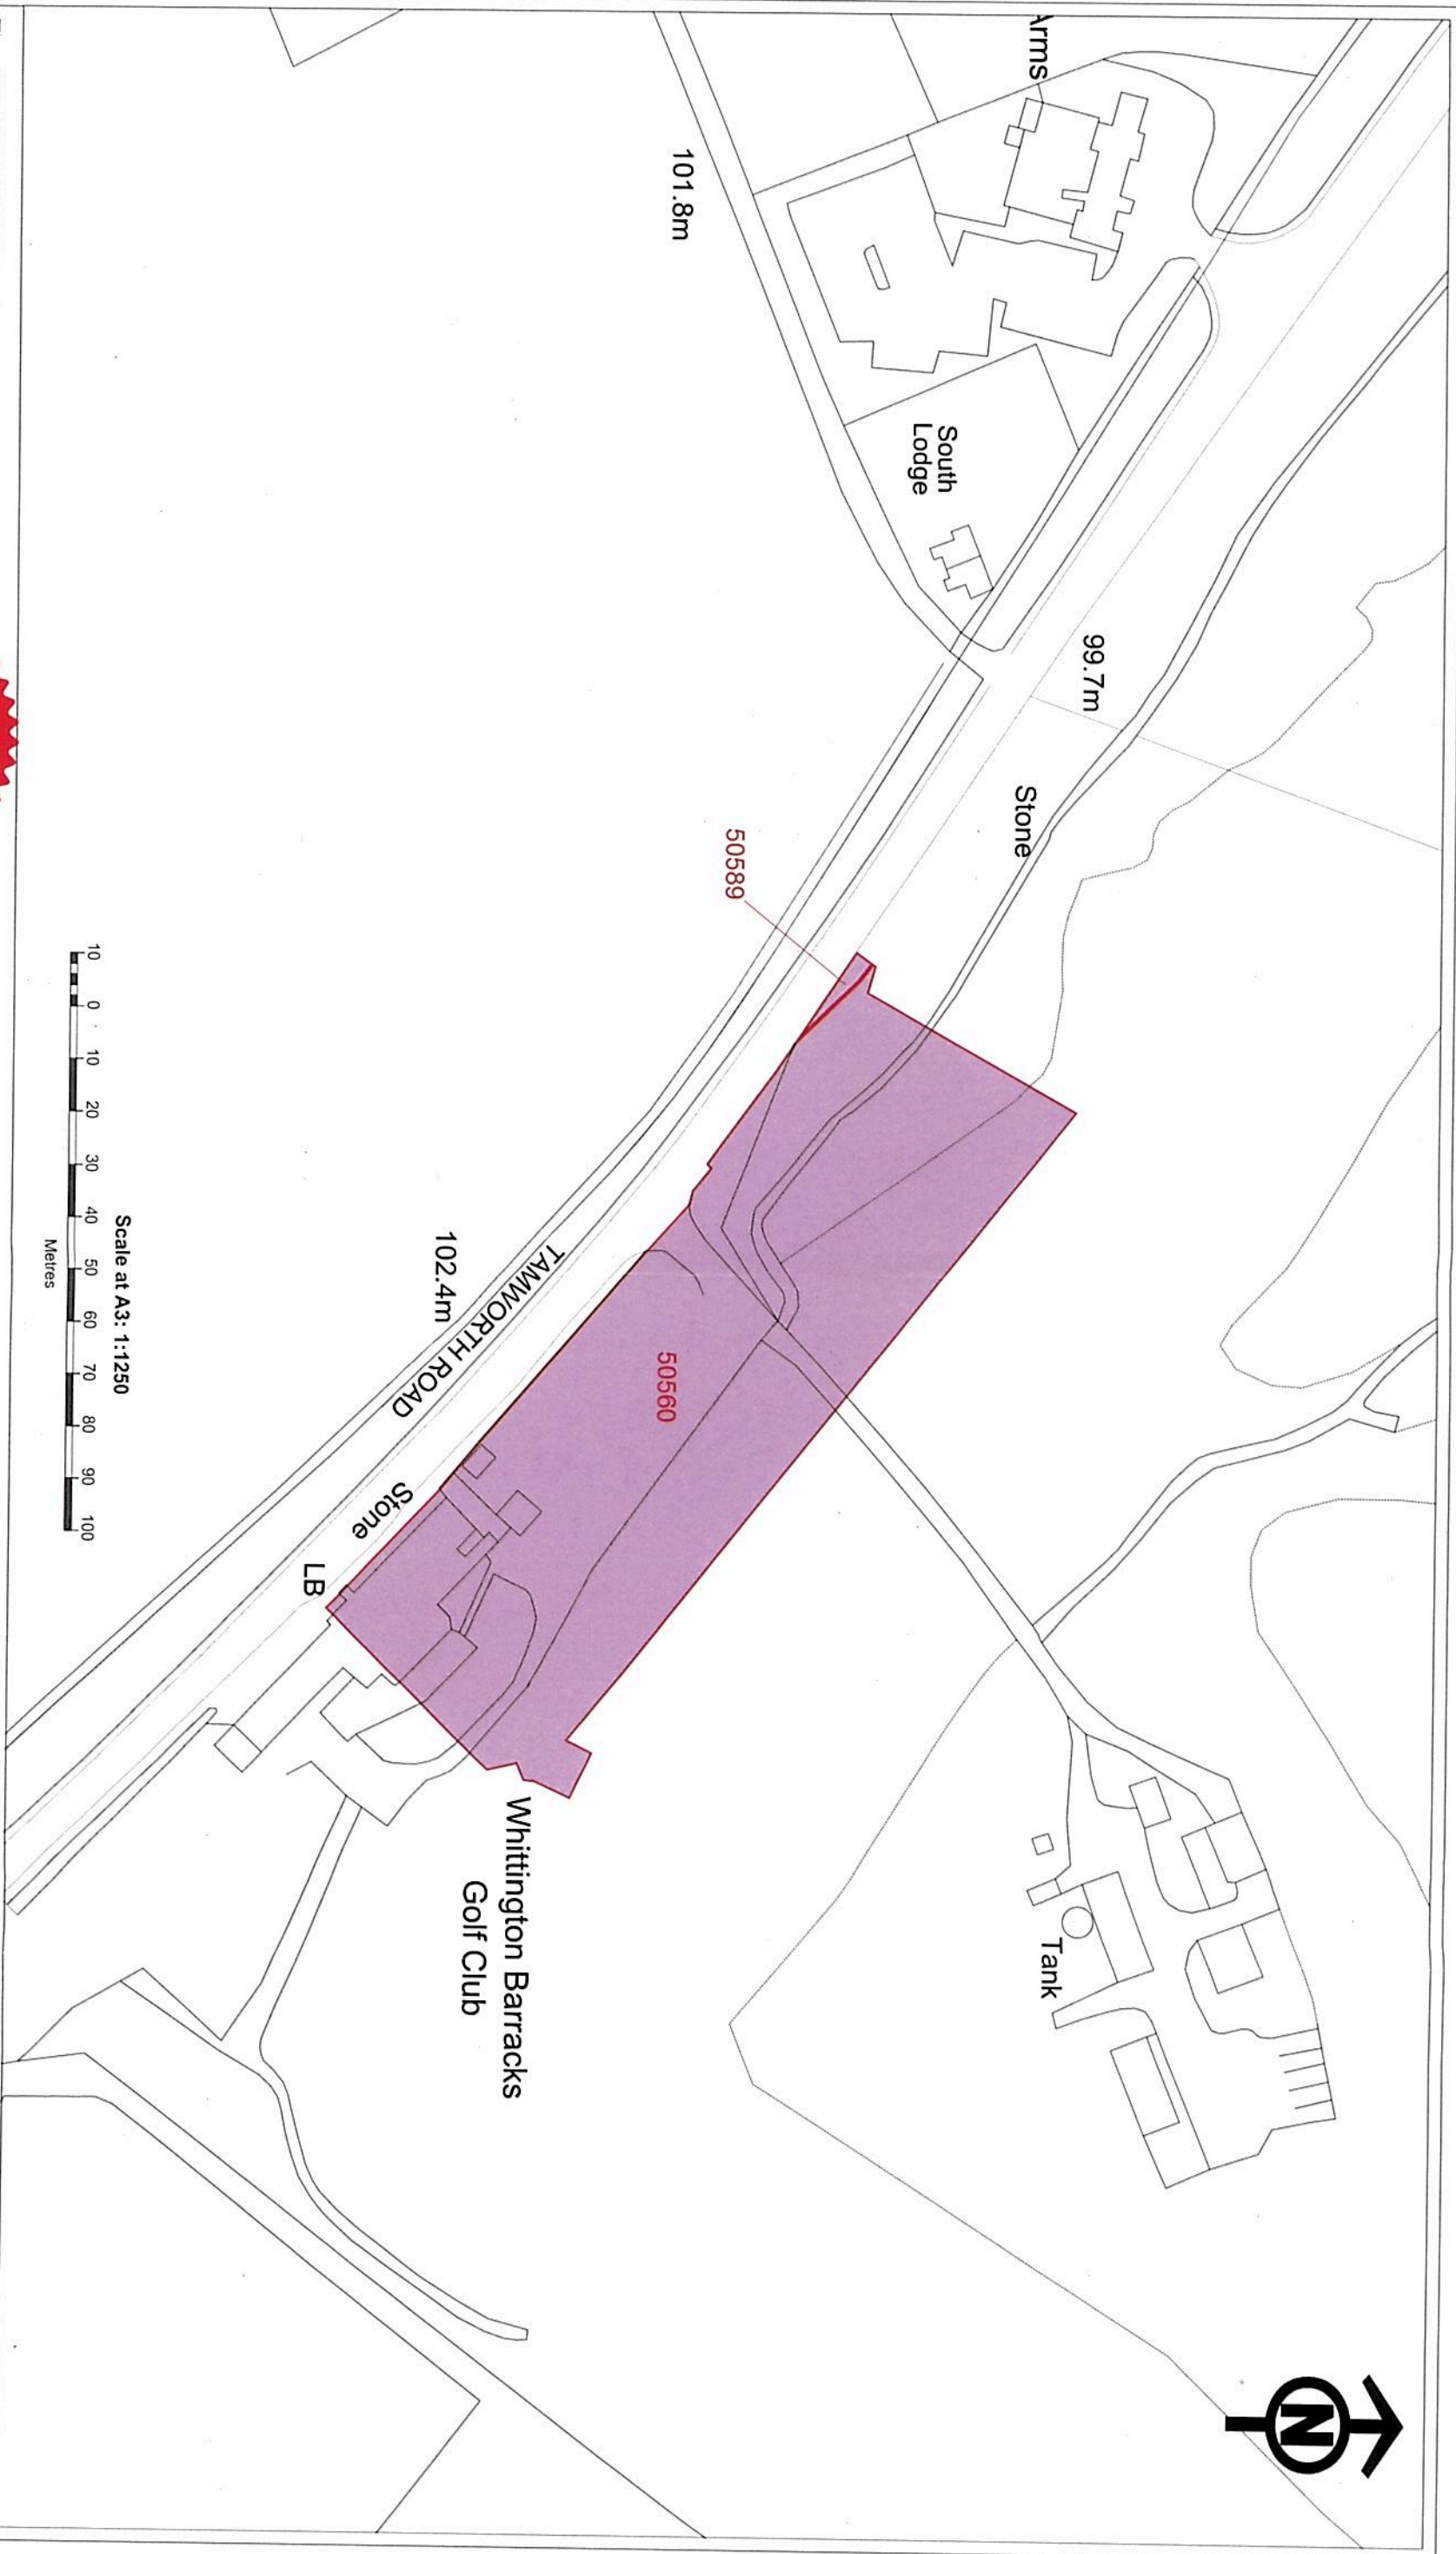 Arms
101.8m
South
Lodge
99.7m
Stone
50589
50560
102.4m
TAMWORTH ROAD
Stone
LB
Whittington Barracks
Golf Club
Tank
N
Scale at A3: 1:1250
10 0 10 20 30 40 50 60 70 80 90 100
Metres